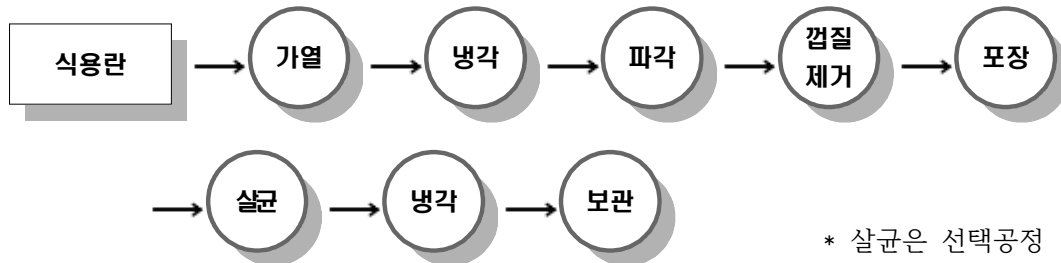 식용란 → 가열 → 냉각 → 파각 → 껍질 제거 → 포장
→ 살균 → 냉각 → 보관
* 살균은 선택공정